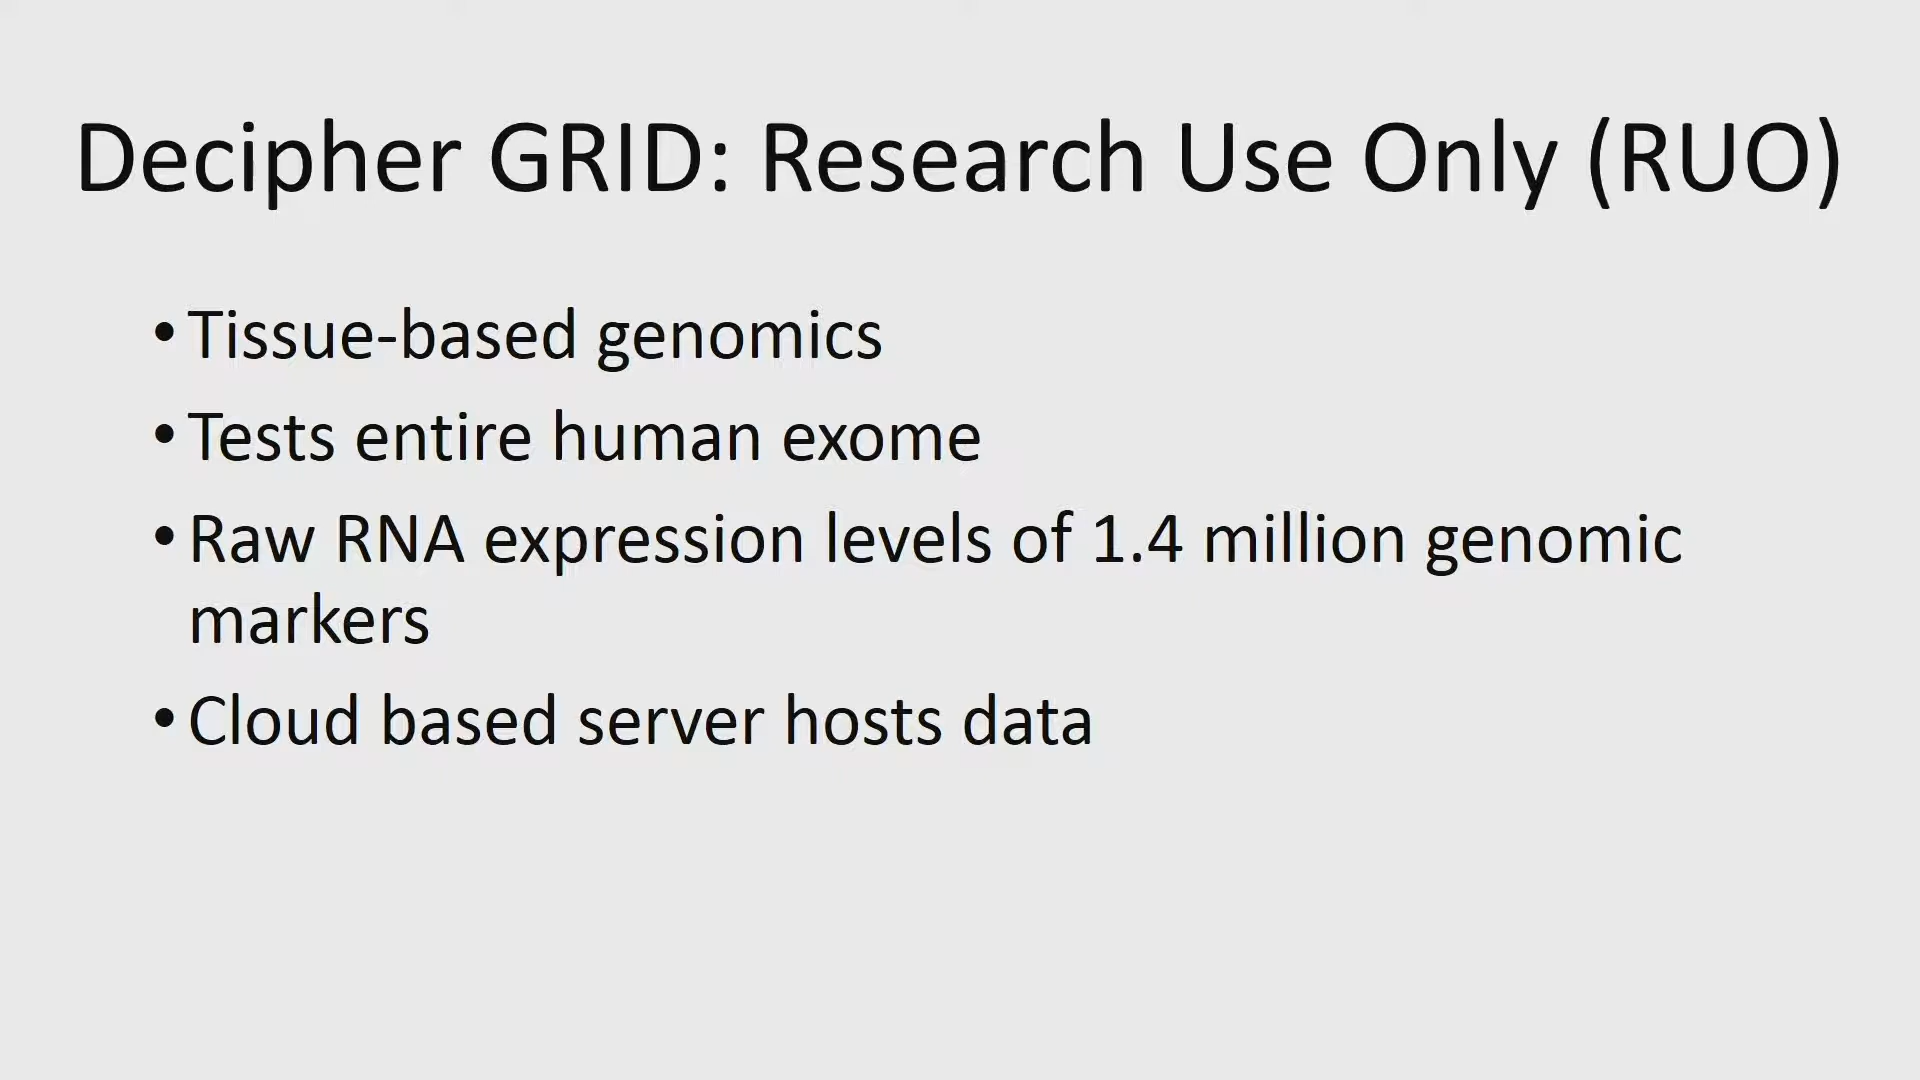 Decipher GRID: Research Use Only (RUO)
• Tissue-based genomics
• Tests entire human exome
• Raw RNA expression levels of 1.4 million genomic
markers
• Cloud based server hosts data